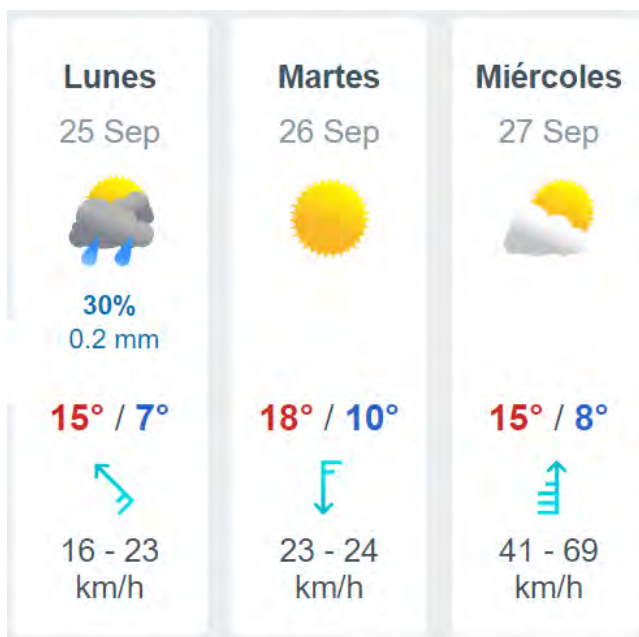 Lunes
25 Sep
30%
0.2 mm
15° / 7°
16 - 23
km/h
Martes
26 Sep
18° / 10°
23 - 24
km/h
Miércoles
27 Sep
15° / 8°
41 - 69
km/h